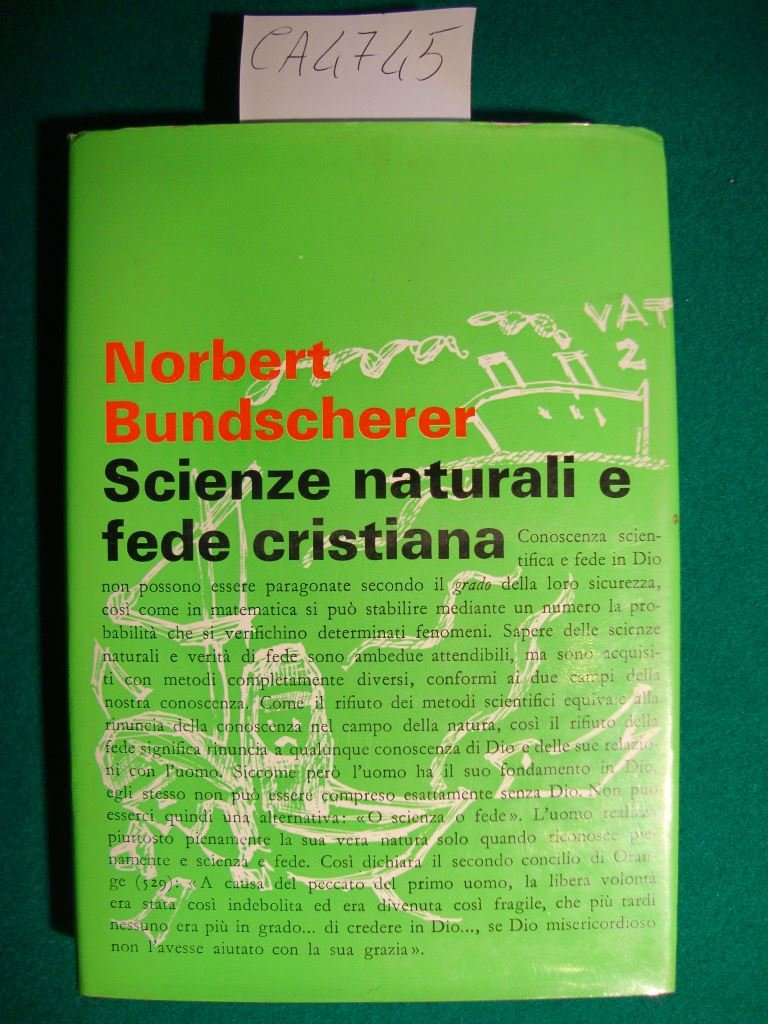 CA4745
VAT
2
Norbert
Bundscherer
Scienze naturali e
fede cristiana
Conoscenza scien-
tifica e fede in Dio
non possono essere paragonate secondo il grado della loro sicurezza,
così come in matematica si può stabilire mediante un numero la pro-
babilità che si verifichino determinati fenomeni. Sapere delle scienze
naturali e verità di fede sono ambedue attendibili, ma sono acquisi-
ti con metodi completamente diversi, conformi ai due campi della
nostra conoscenza. Come il rifiuto dei metodi scientifici equivale alla
rinuncia della conoscenza nel campo della natura, così il rifiuto della
fede significa rinuncia a qualunque conoscenza di Dio e delle sue relazio-
ni con l'uomo. Siccome però l'uomo ha il suo fondamento in Dio,
egli stesso non può essere compreso esattamente senza Dio. Non può
esserci quindi una alternativa: «O scienza o fede». L'uomo realizza
piuttosto pienamente la sua vera natura solo quando riconosce pie-
namente e scienza e fede. Così dichiara il secondo concilio di Oran-
ge (529): «A causa del peccato del primo uomo, la libera volontà
era stata così indebolita ed era divenuta così fragile, che più tardi
nessuno era più in grado... di credere in Dio..., se Dio misericordioso
non l'avesse aiutato con la sua grazia».